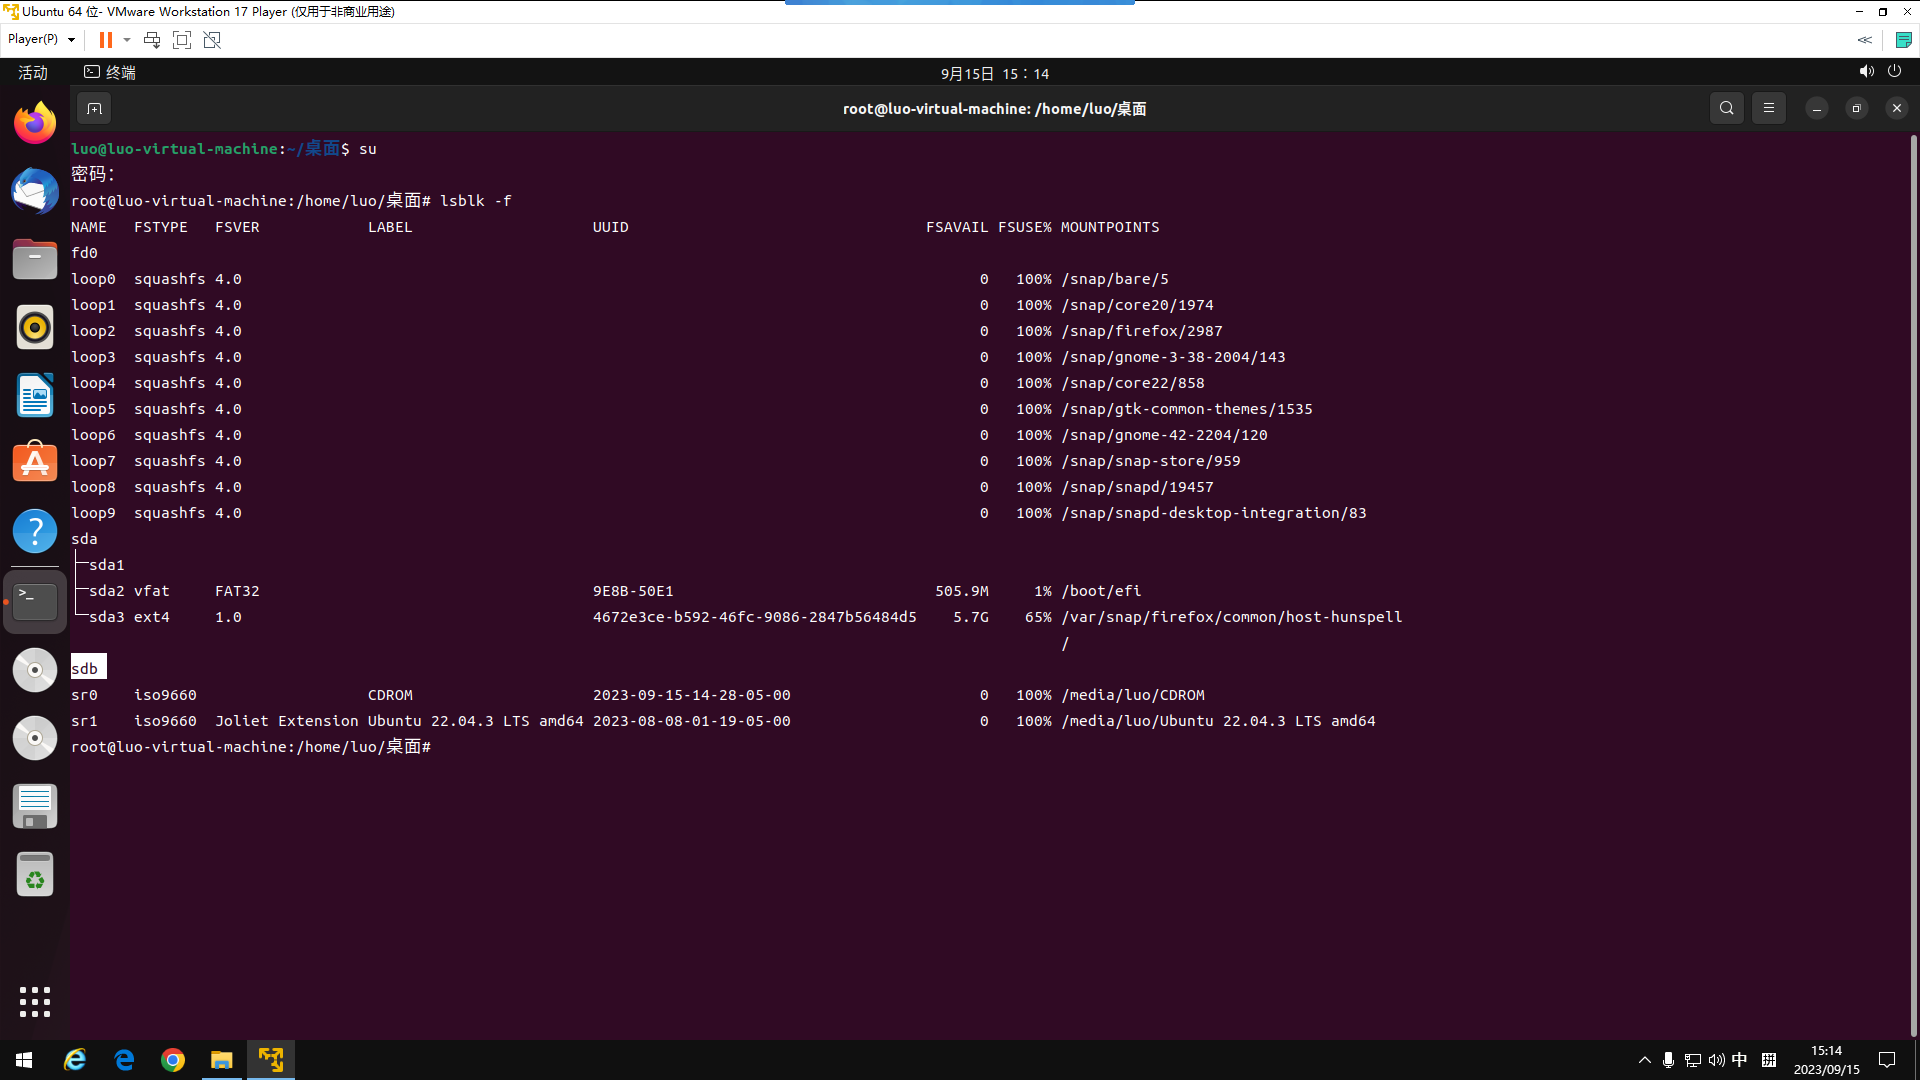 Ubuntu 64 位- VMware Workstation 17 Player (仅用于非商业用途)
Player(P)
活动 终端 9月15日 15：14
root@luo-virtual-machine: /home/luo/桌面
luo@luo-virtual-machine:~/桌面$ su
密码：
root@luo-virtual-machine:/home/luo/桌面# lsblk -f
NAME FSTYPE FSVER LABEL UUID FSAVAIL FSUSE% MOUNTPOINTS
fd0
loop0 squashfs 4.0 0 100% /snap/bare/5
loop1 squashfs 4.0 0 100% /snap/core20/1974
loop2 squashfs 4.0 0 100% /snap/firefox/2987
loop3 squashfs 4.0 0 100% /snap/gnome-3-38-2004/143
loop4 squashfs 4.0 0 100% /snap/core22/858
loop5 squashfs 4.0 0 100% /snap/gtk-common-themes/1535
loop6 squashfs 4.0 0 100% /snap/gnome-42-2204/120
loop7 squashfs 4.0 0 100% /snap/snap-store/959
loop8 squashfs 4.0 0 100% /snap/snapd/19457
loop9 squashfs 4.0 0 100% /snap/snapd-desktop-integration/83
sda
├─sda1
├─sda2 vfat FAT32 9E8B-50E1 505.9M 1% /boot/efi
└─sda3 ext4 1.0 4672e3ce-b592-46fc-9086-2847b56484d5 5.7G 65% /var/snap/firefox/common/host-hunspell
/
sdb
sr0 iso9660 CDROM 2023-09-15-14-28-05-00 0 100% /media/luo/CDROM
sr1 iso9660 Joliet Extension Ubuntu 22.04.3 LTS amd64 2023-08-08-01-19-05-00 0 100% /media/luo/Ubuntu 22.04.3 LTS amd64
root@luo-virtual-machine:/home/luo/桌面#
中 拼 15:14
2023/09/15